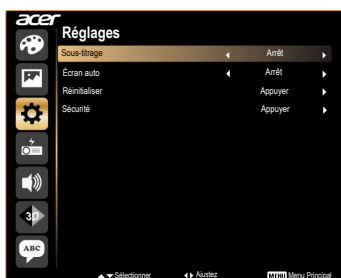 acer
Réglages
Sous-titrage Arrêt
Écran auto Arrêt
Réinitialiser Appuyer
Sécurité Appuyer
3D
ABC
Sélectionner Ajustez MENU Menu Principal